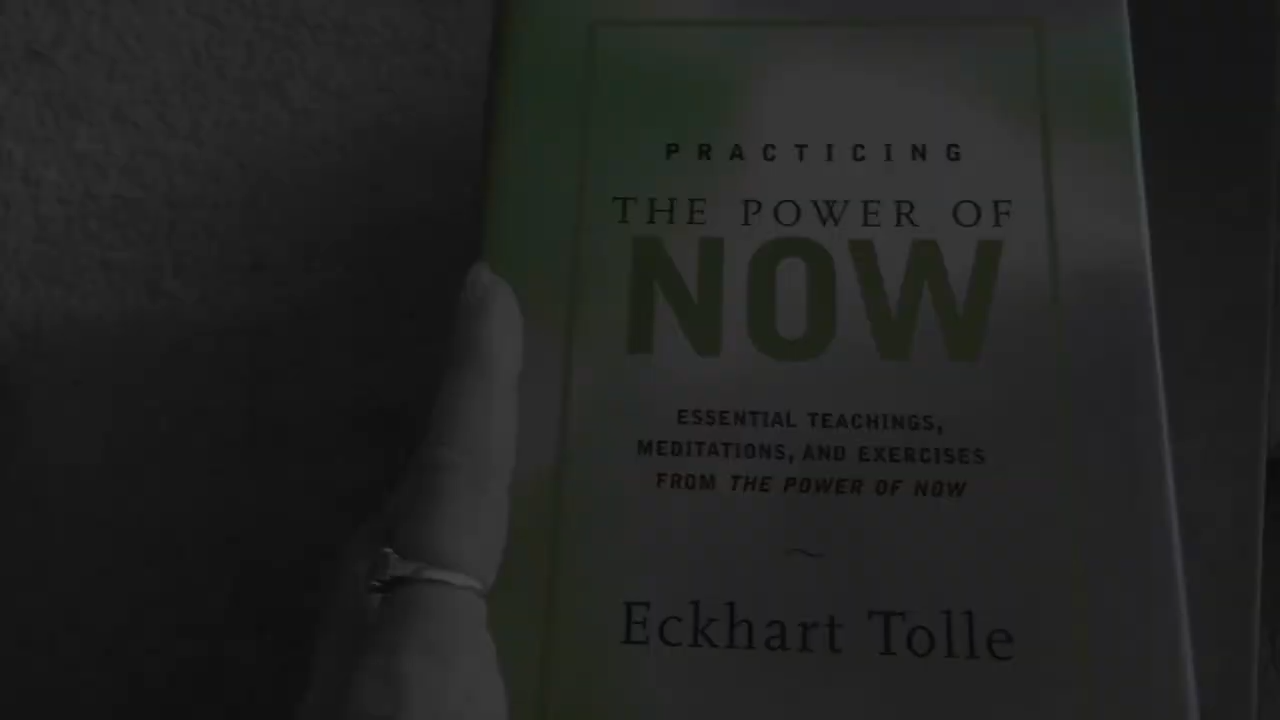 PRACTICING
THE POWER OF
NOW
ESSENTIAL TEACHINGS,
MEDITATIONS, AND EXERCISES
FROM THE POWER OF NOW
Eckhart Tolle